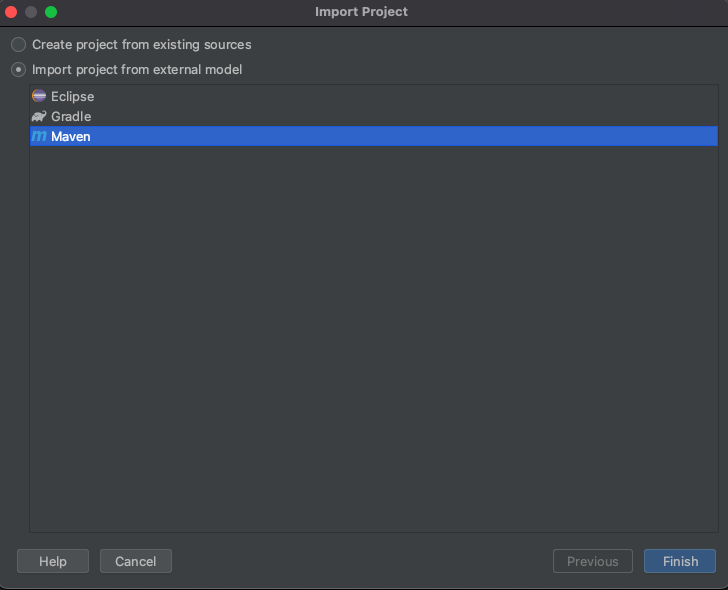 Import Project
Create project from existing sources
Import project from external model
Eclipse
Gradle
m Maven
Help Cancel Previous Finish